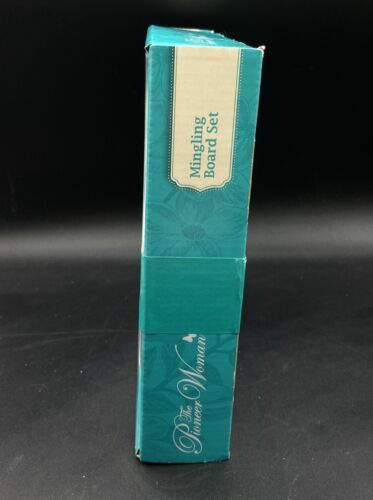 Mingling
Board Set
The
Pioneer Woman